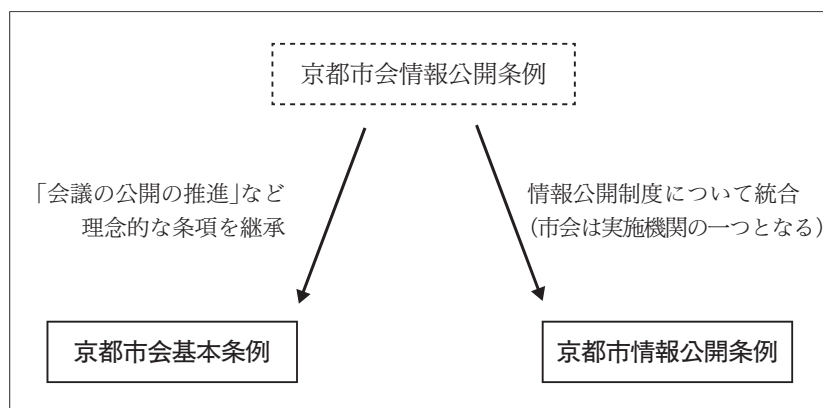 京都市会情報公開条例
「会議の公開の推進」など
理念的な条項を継承
情報公開制度について統合
(市会は実施機関の一つとなる)
京都市会基本条例
京都市情報公開条例